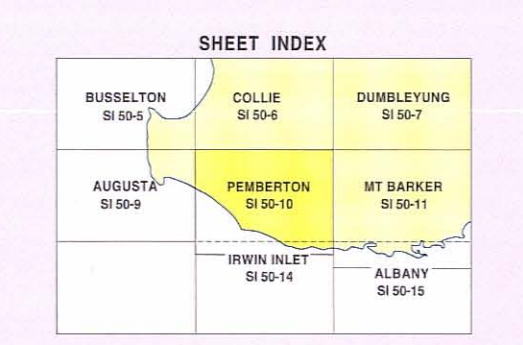 SHEET INDEX
BUSSELTON
SI 50-5
COLLIE
SI 50-6
DUMBLEYUNG
SI 50-7
AUGUSTA
SI 50-9
PEMBERTON
SI 50-10
MT BARKER
SI 50-11
IRWIN INLET
SI 50-14
ALBANY
SI 50-15